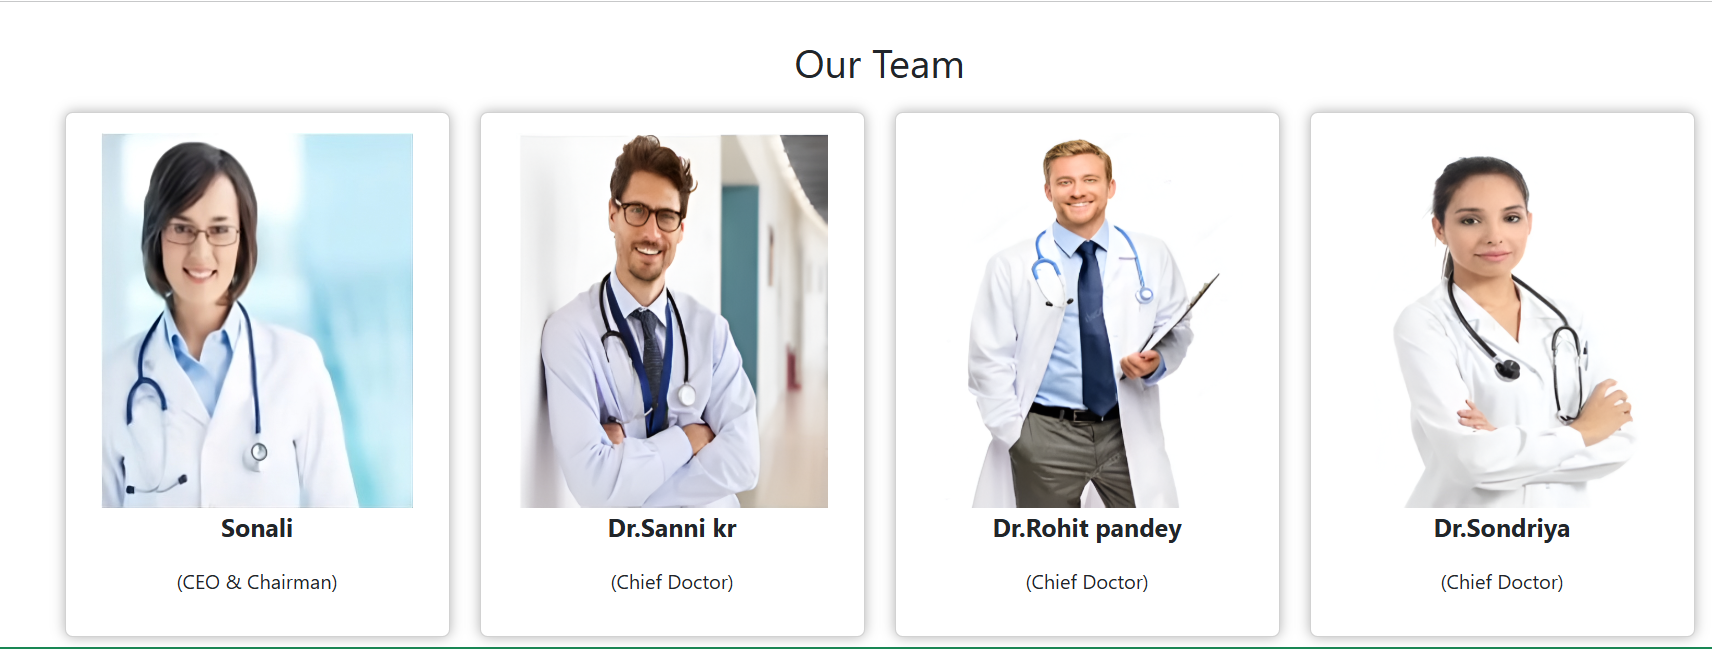 Our Team
Sonali
(CEO & Chairman)
Dr.Sanni kr
(Chief Doctor)
Dr.Rohit pandey
(Chief Doctor)
Dr.Sondriya
(Chief Doctor)